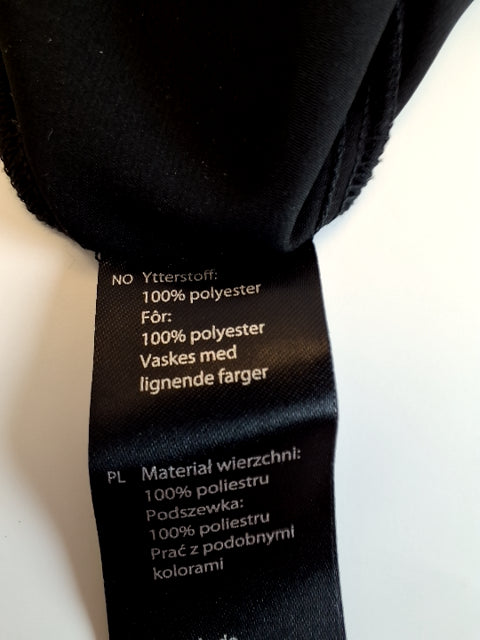 NO Ytterstoff:
100% polyester
Fôr:
100% polyester
Vaskes med
lignende farger
PL Materiał wierzchni:
100% poliestru
Podszewka:
100% poliestru
Prać z podobnymi
kolorami